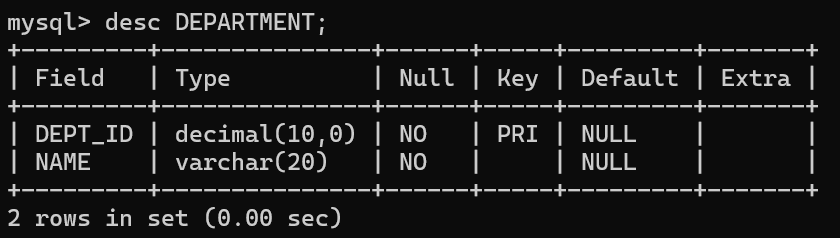 mysql> desc DEPARTMENT;
+---------+---------------+------+-----+---------+-------+
| Field   | Type          | Null | Key | Default | Extra |
+---------+---------------+------+-----+---------+-------+
| DEPT_ID | decimal(10,0) | NO   | PRI | NULL    |       |
| NAME    | varchar(20)   | NO   |     | NULL    |       |
+---------+---------------+------+-----+---------+-------+
2 rows in set (0.00 sec)